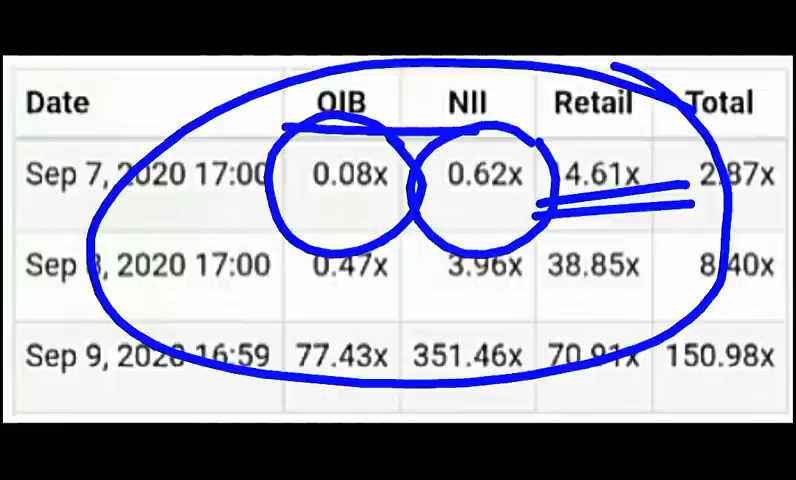 Date QIB NII Retail Total
Sep 7, 2020 17:00 0.08x 0.62x 4.61x 2.87x
Sep 8, 2020 17:00 0.47x 3.96x 38.85x 8.40x
Sep 9, 2020 16:59 77.43x 351.46x 70.91x 150.98x